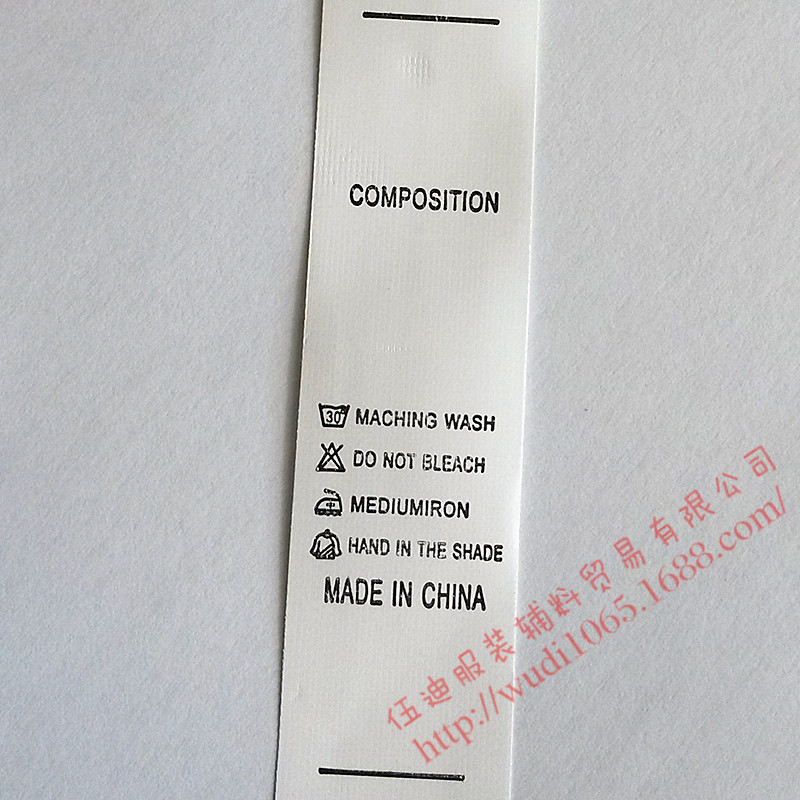 COMPOSITION
30° MACHING WASH
DO NOT BLEACH
MEDIUMIRON
HAND IN THE SHADE
MADE IN CHINA
伍迪服装辅料贸易有限公司
http://wudi1065.1688.com/